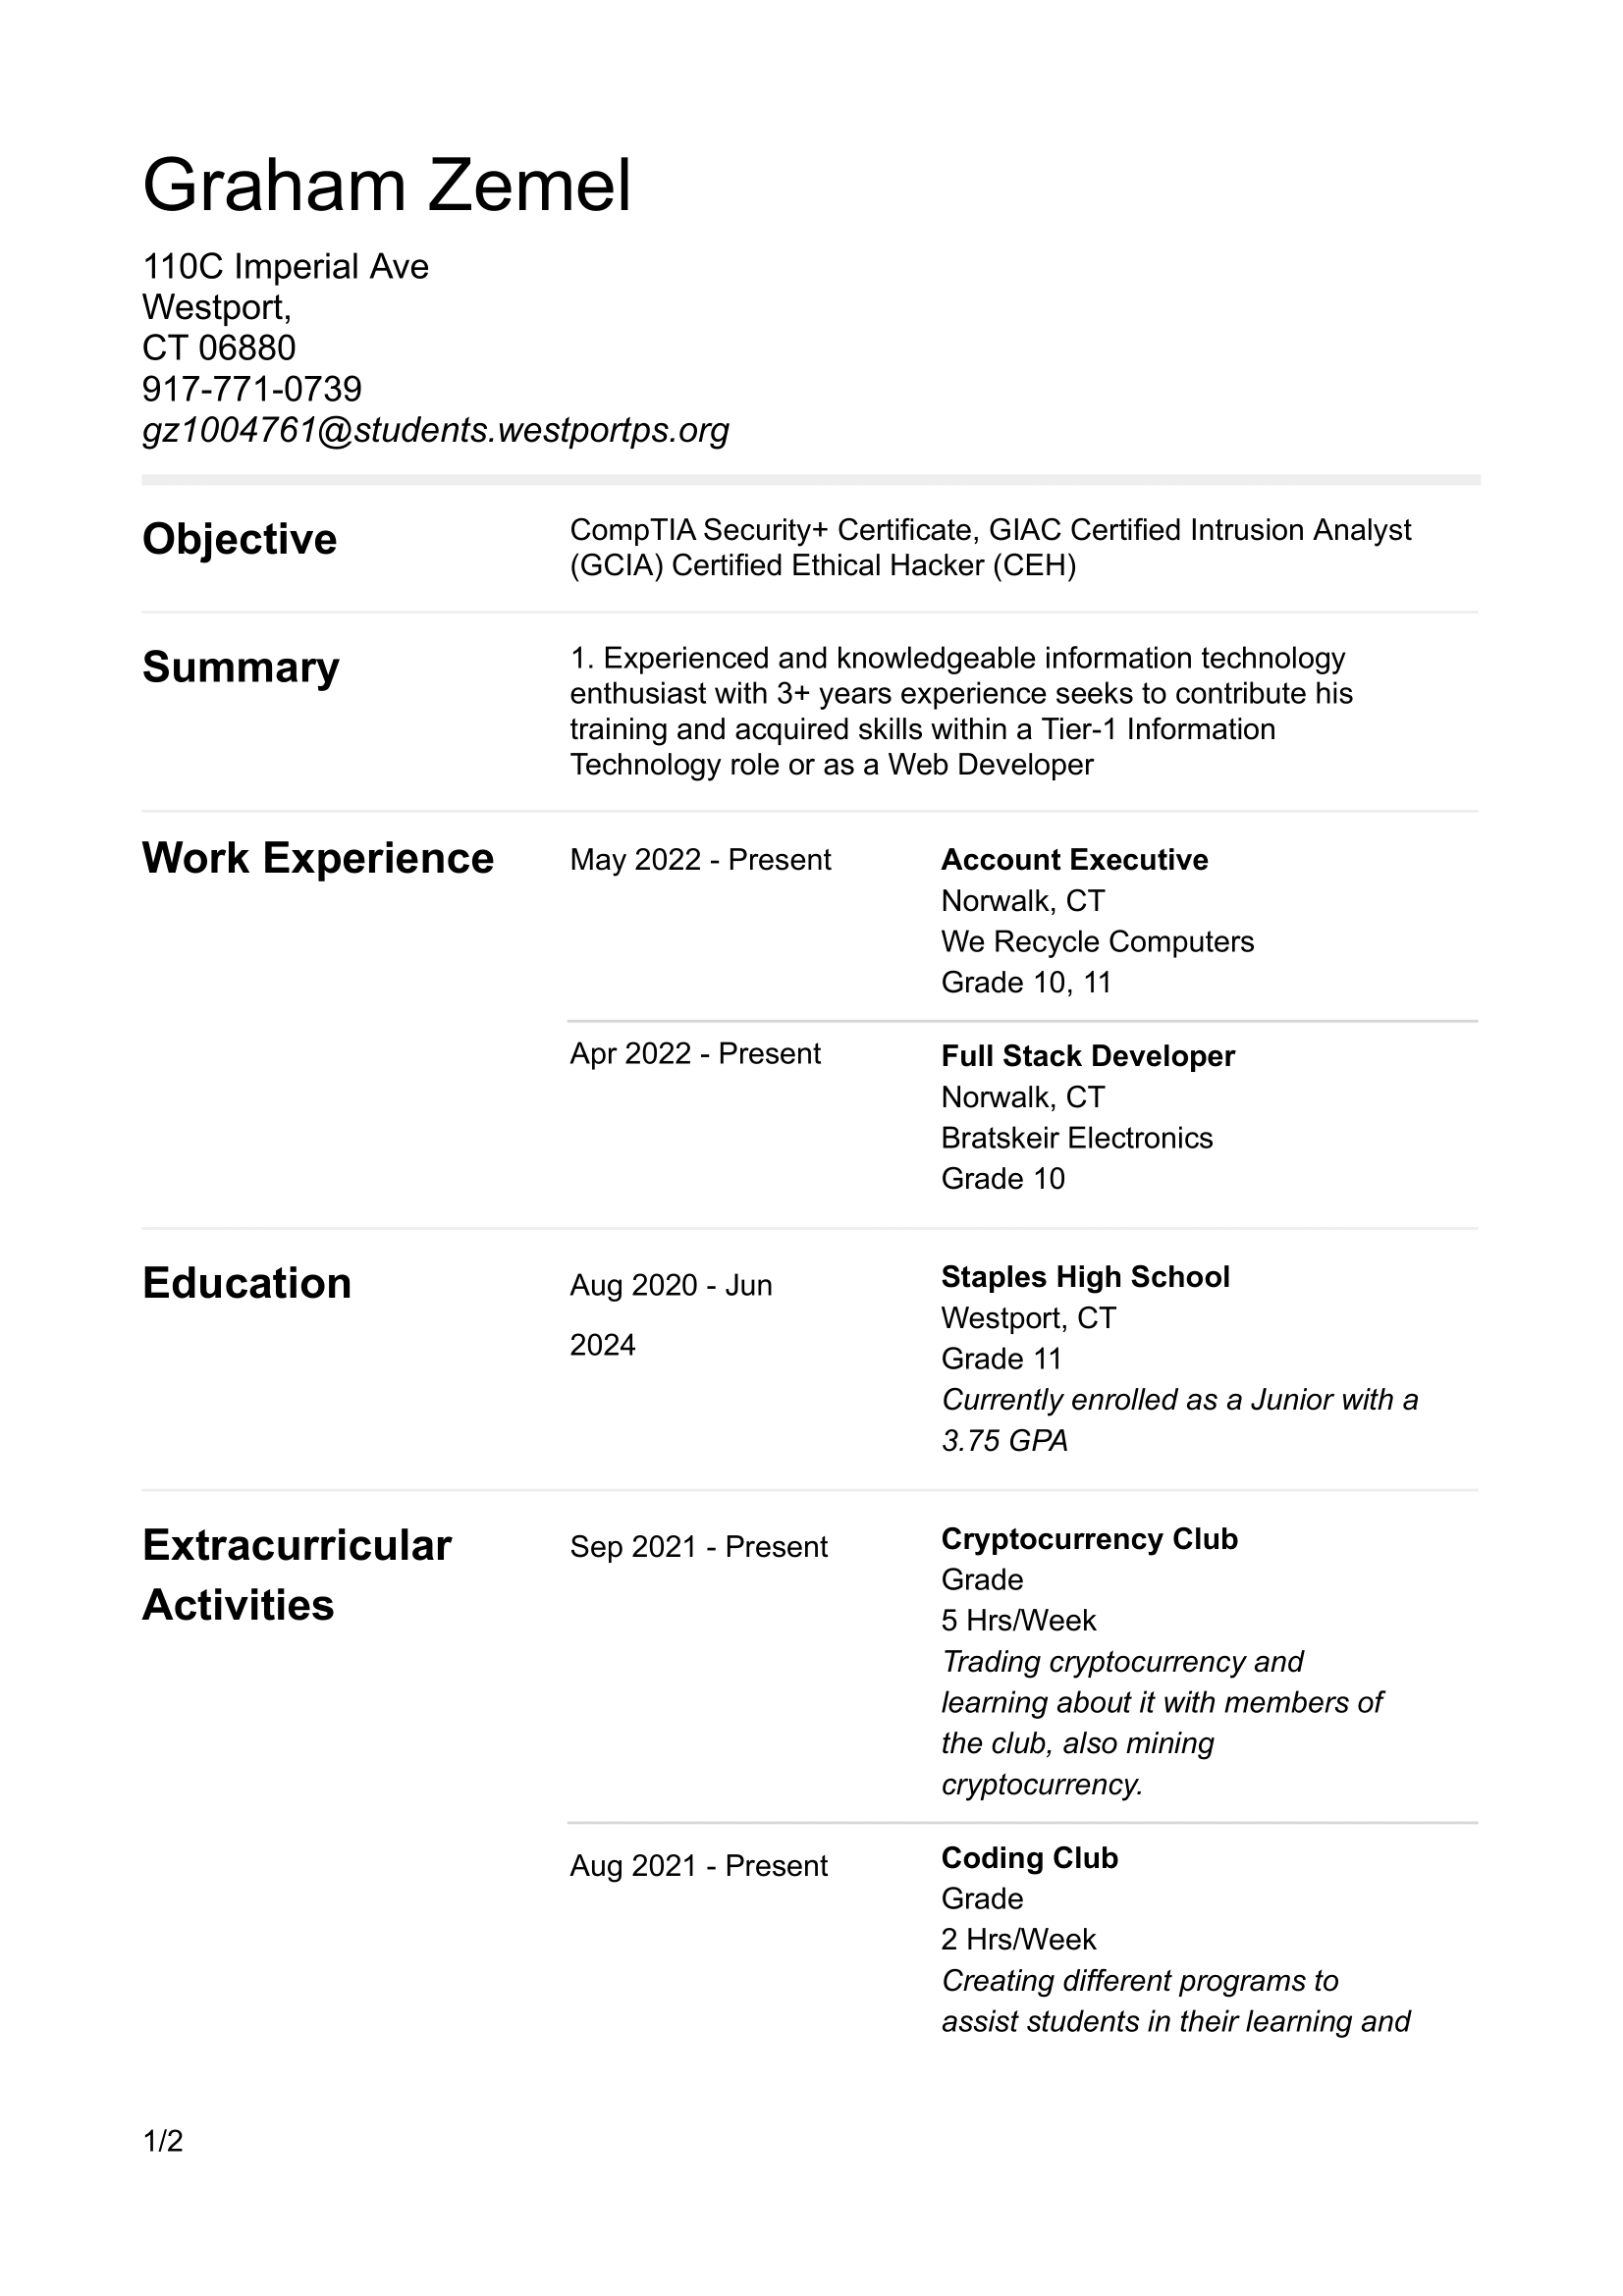 Graham Zemel
110C Imperial Ave
Westport,
CT 06880
917-771-0739
gz1004761@students.westportps.org
Objective
CompTIA Security+ Certificate, GIAC Certified Intrusion Analyst
(GCIA) Certified Ethical Hacker (CEH)
Summary
1. Experienced and knowledgeable information technology
enthusiast with 3+ years experience seeks to contribute his
training and acquired skills within a Tier-1 Information
Technology role or as a Web Developer
Work Experience
May 2022 - Present
Account Executive
Norwalk, CT
We Recycle Computers
Grade 10, 11
Apr 2022 - Present
Full Stack Developer
Norwalk, CT
Bratskeir Electronics
Grade 10
Education
Aug 2020 - Jun
2024
Staples High School
Westport, CT
Grade 11
Currently enrolled as a Junior with a
3.75 GPA
Extracurricular
Activities
Sep 2021 - Present
Cryptocurrency Club
Grade
5 Hrs/Week
Trading cryptocurrency and
learning about it with members of
the club, also mining
cryptocurrency.
Aug 2021 - Present
Coding Club
Grade
2 Hrs/Week
Creating different programs to
assist students in their learning and
1/2